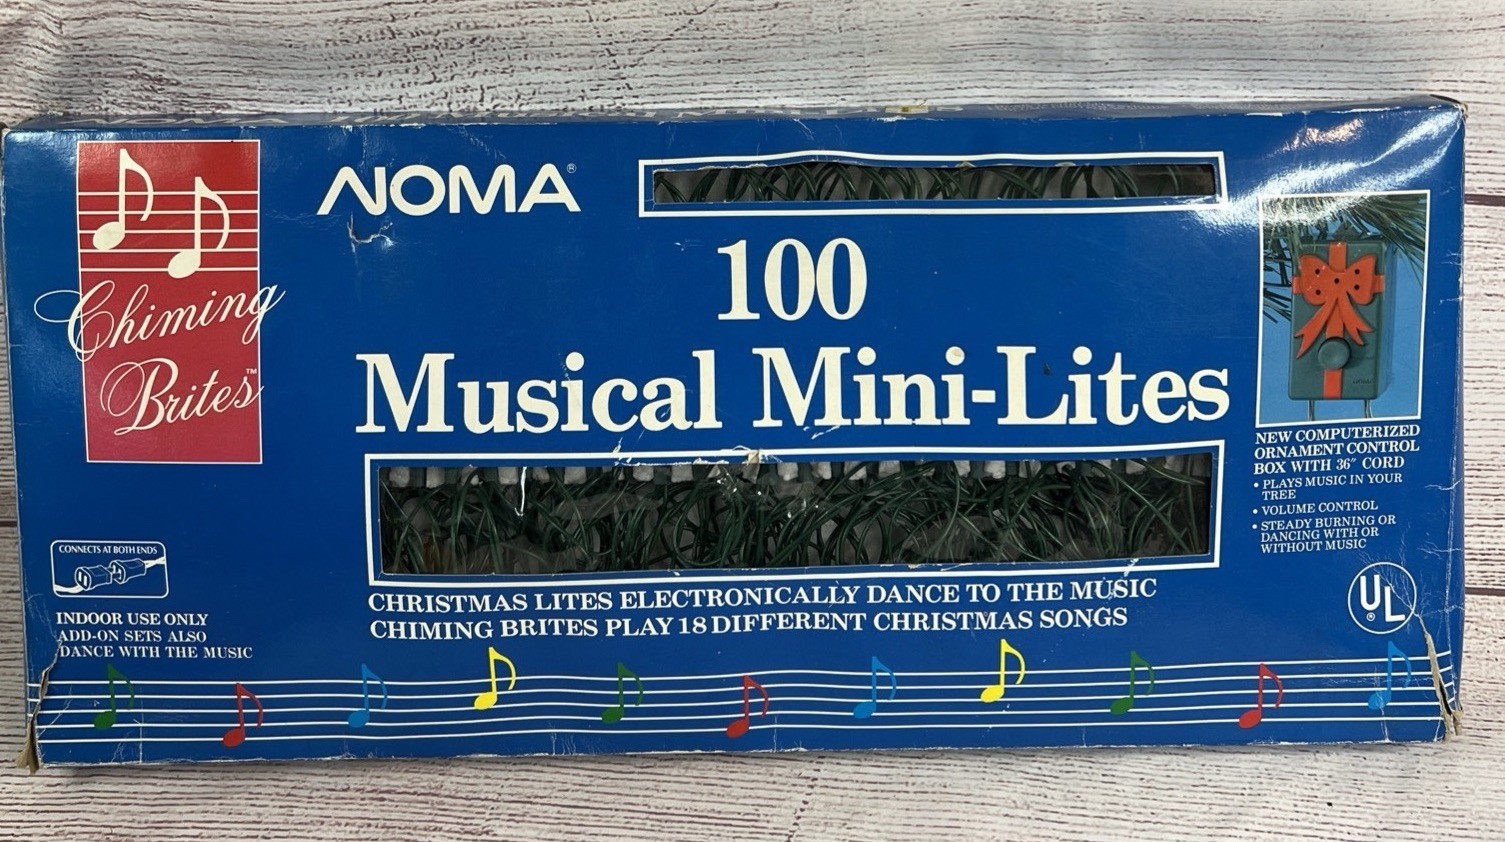 NOMA®
Chiming
Brites™
100
Musical Mini-Lites
NEW COMPUTERIZED
ORNAMENT CONTROL
BOX WITH 36" CORD
• PLAYS MUSIC IN YOUR
TREE
• VOLUME CONTROL
• STEADY BURNING OR
DANCING WITH OR
WITHOUT MUSIC
CONNECTS AT BOTH ENDS
INDOOR USE ONLY
ADD-ON SETS ALSO
DANCE WITH THE MUSIC
CHRISTMAS LITES ELECTRONICALLY DANCE TO THE MUSIC
CHIMING BRITES PLAY 18 DIFFERENT CHRISTMAS SONGS
UL®